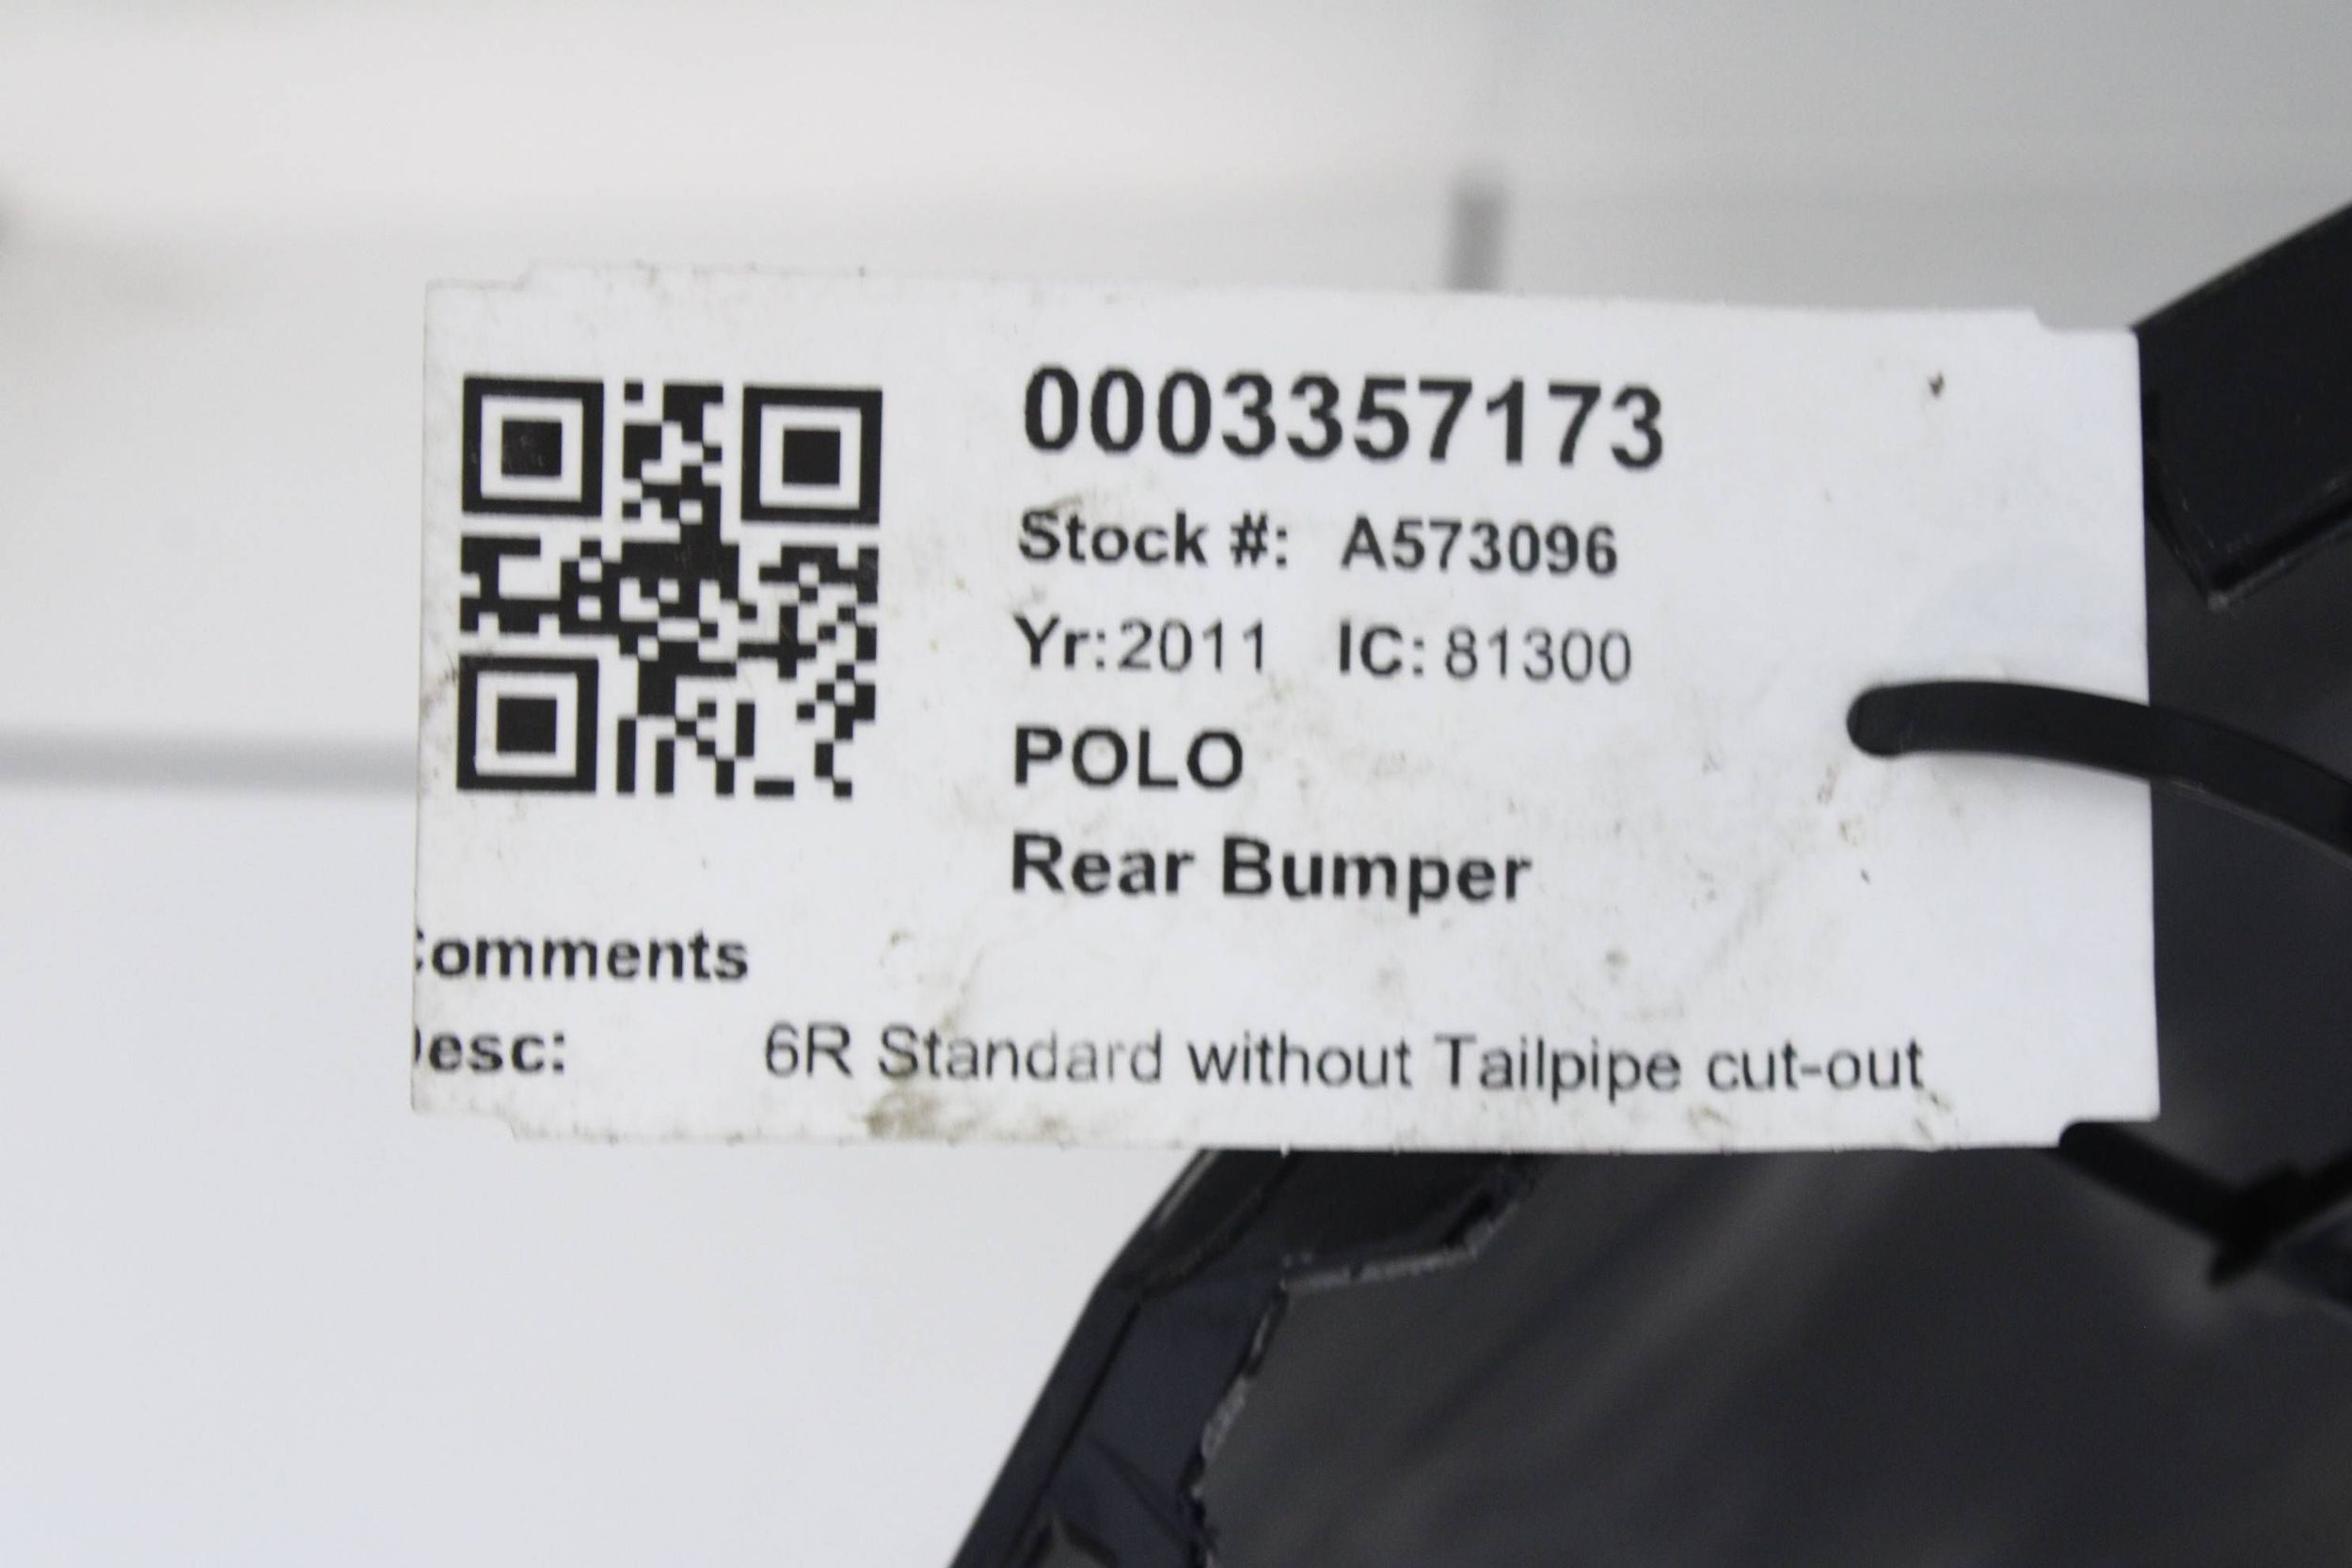 0003357173
Stock #: A573096
Yr:2011 IC: 81300
POLO
Rear Bumper
omments
esc: 6R Standard without Tailpipe cut-out